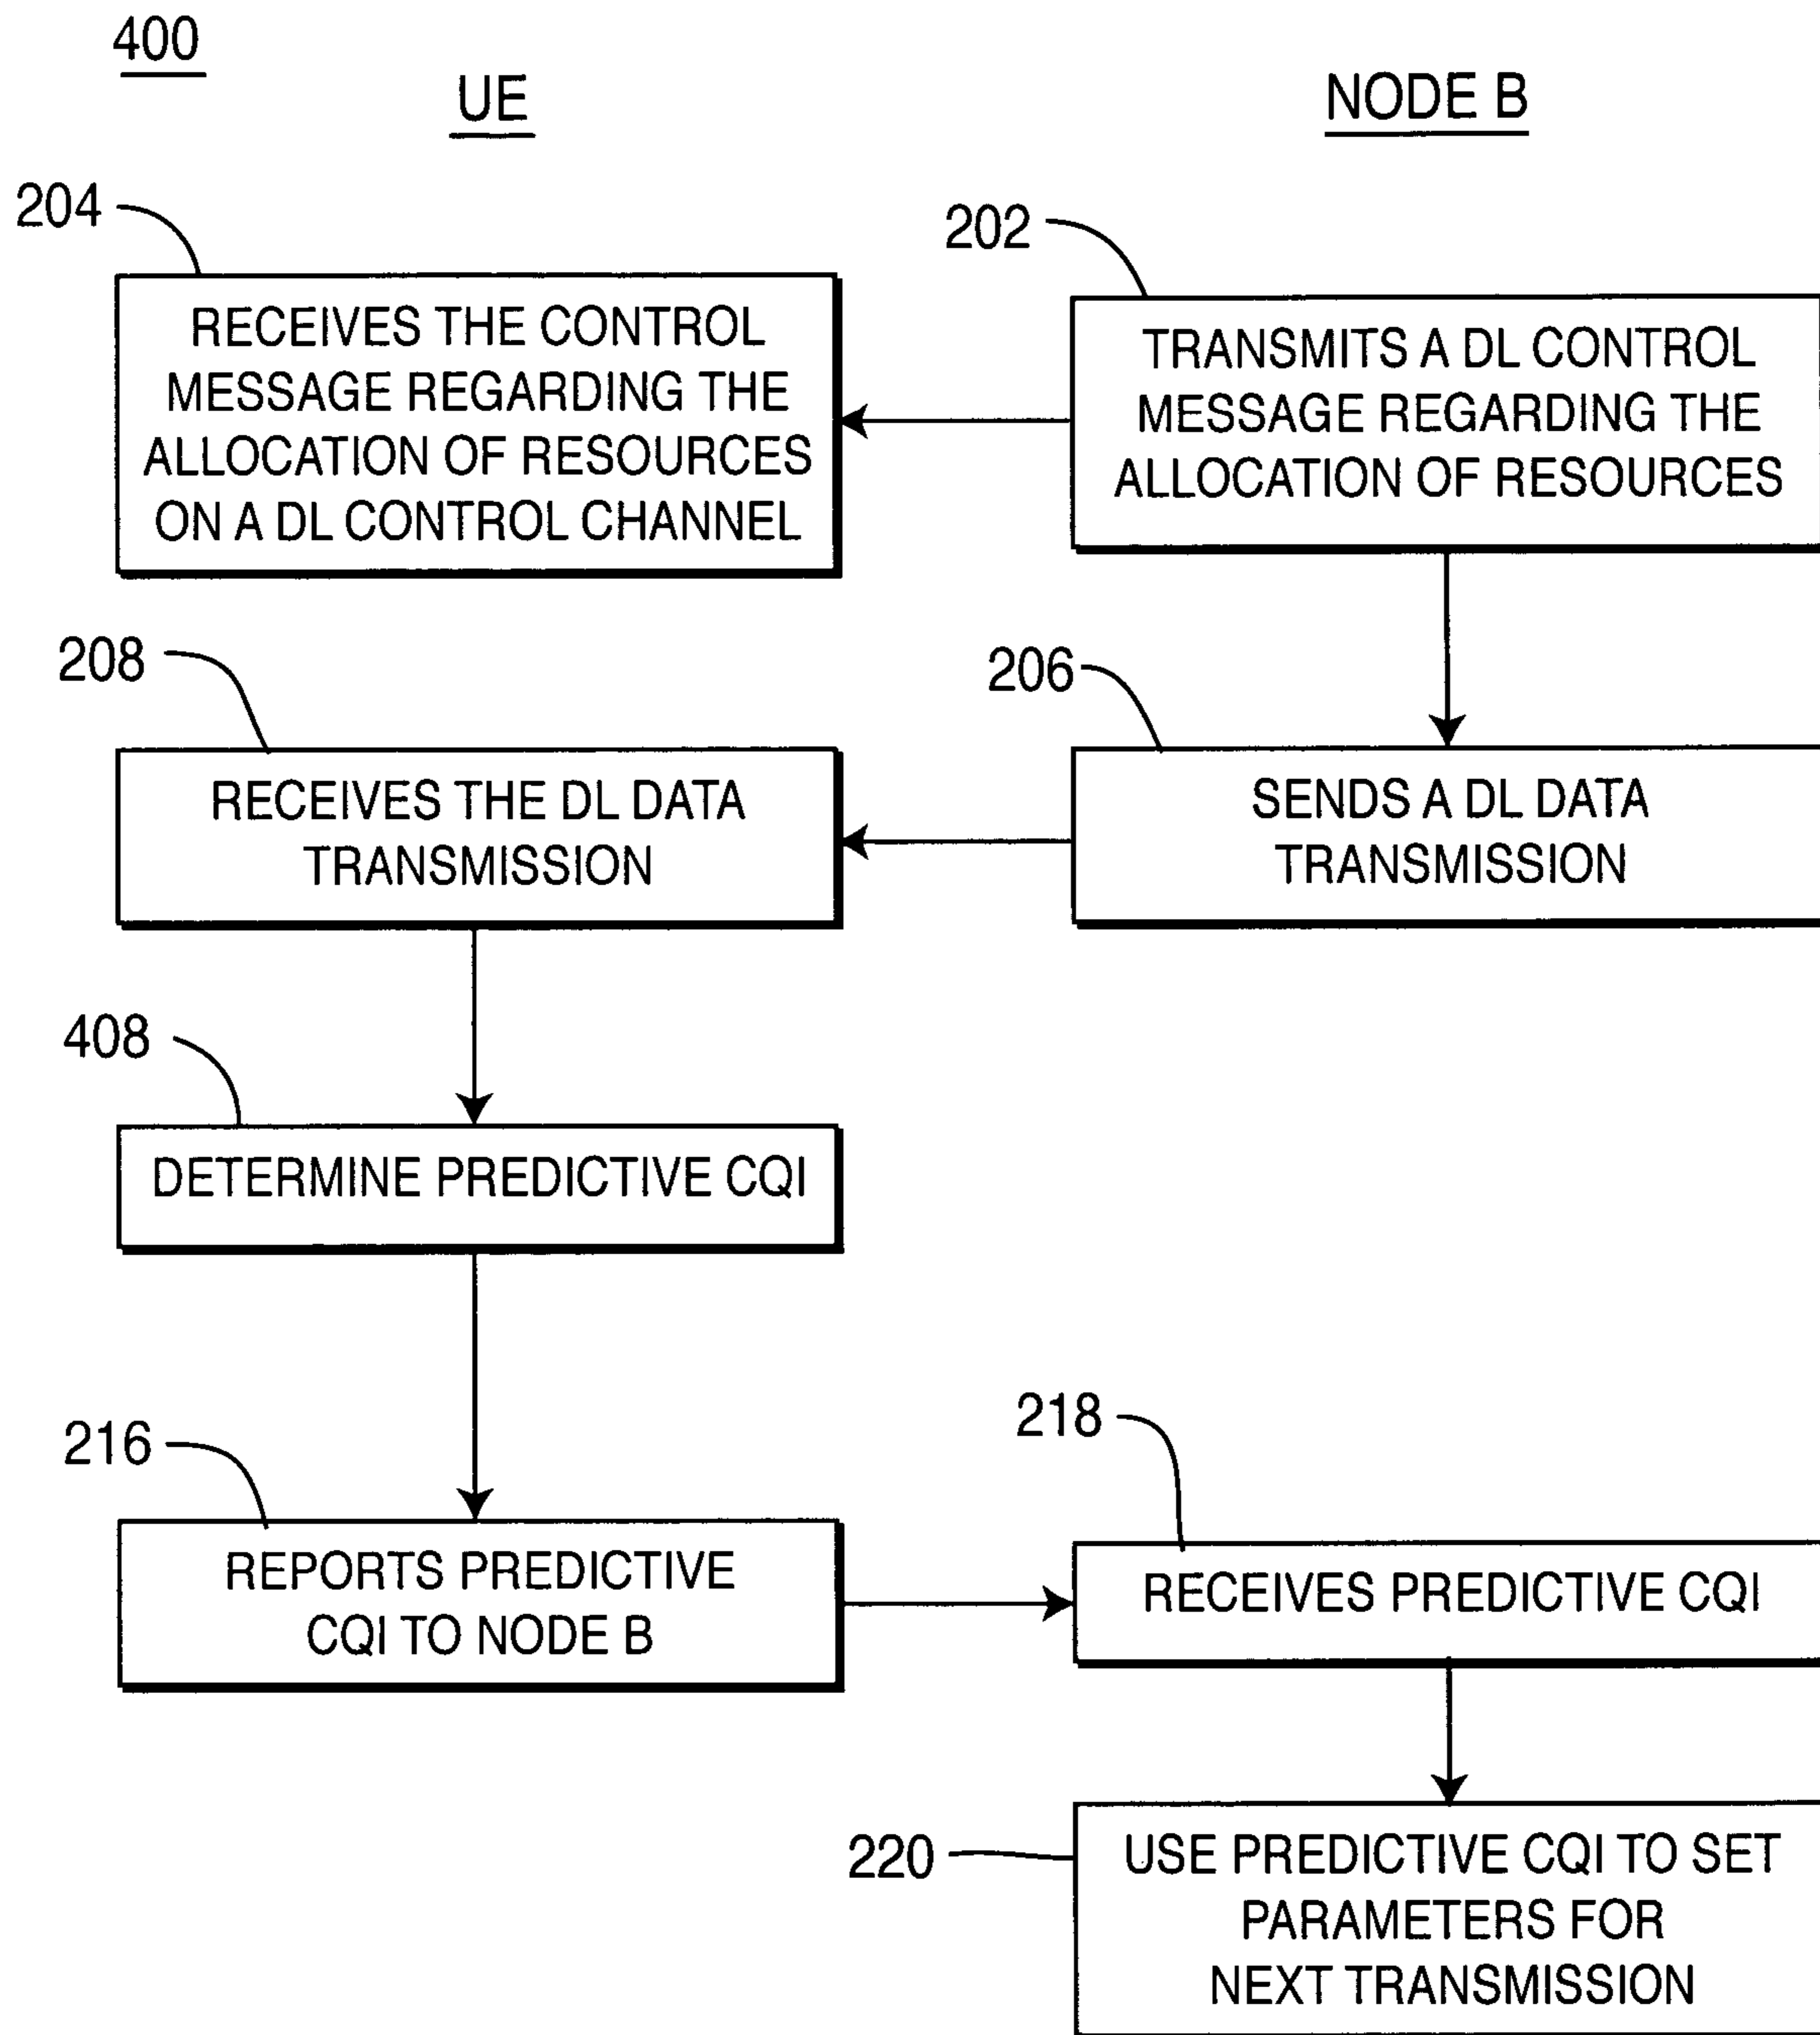 400
UE
NODE B
204
202
RECEIVES THE CONTROL
MESSAGE REGARDING THE
ALLOCATION OF RESOURCES
ON A DL CONTROL CHANNEL
TRANSMITS A DL CONTROL
MESSAGE REGARDING THE
ALLOCATION OF RESOURCES
208
206
RECEIVES THE DL DATA
TRANSMISSION
SENDS A DL DATA
TRANSMISSION
408
DETERMINE PREDICTIVE CQI
216
218
REPORTS PREDICTIVE
CQI TO NODE B
RECEIVES PREDICTIVE CQI
220
USE PREDICTIVE CQI TO SET
PARAMETERS FOR
NEXT TRANSMISSION